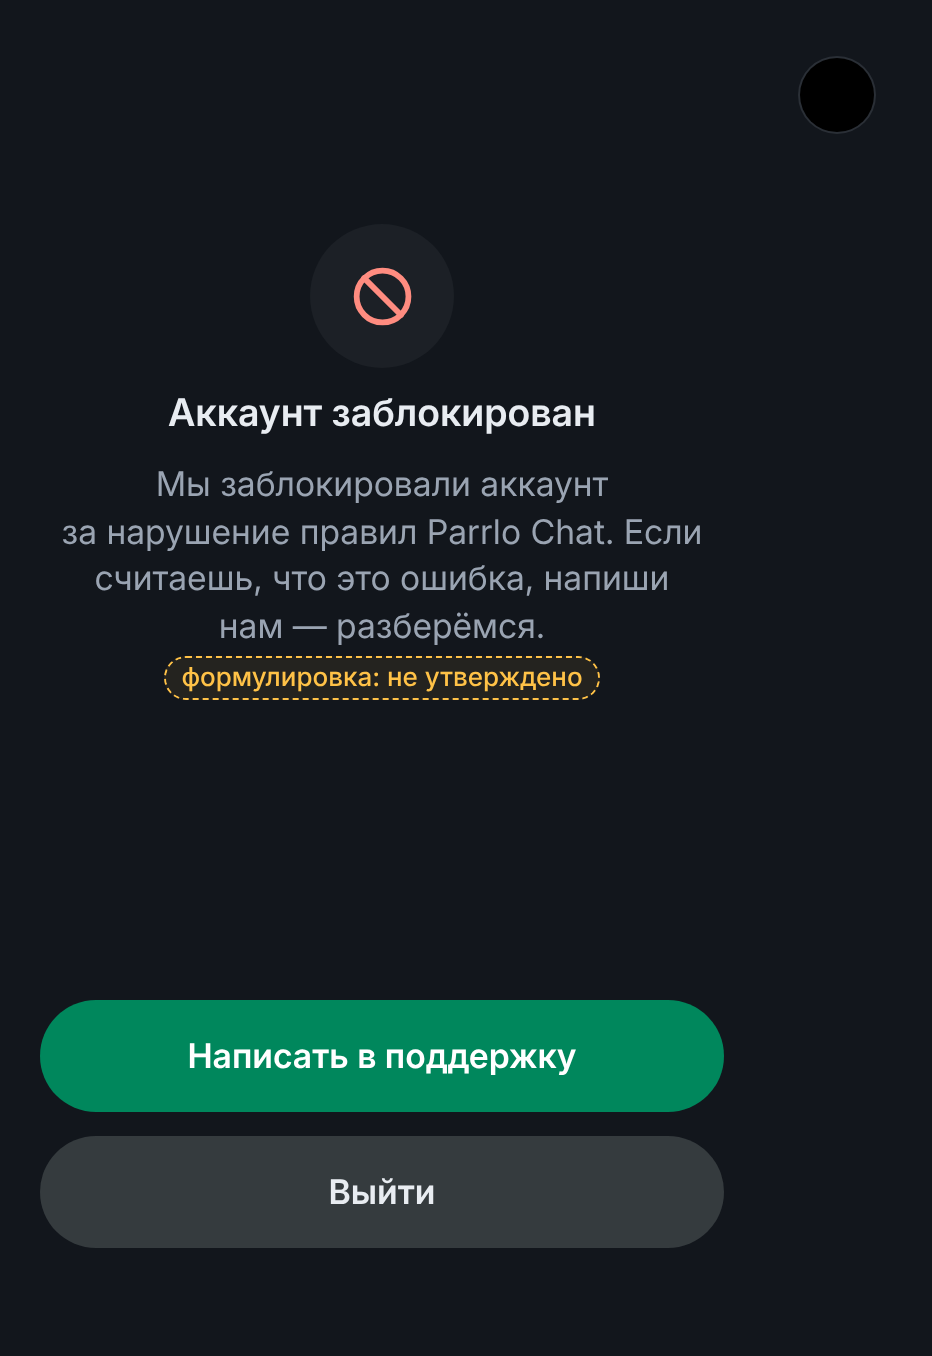 Аккаунт заблокирован
Мы заблокировали аккаунт
за нарушение правил Parrlo Chat. Если
считаешь, что это ошибка, напиши
нам — разберёмся.
формулировка: не утверждено
Написать в поддержку
Выйти